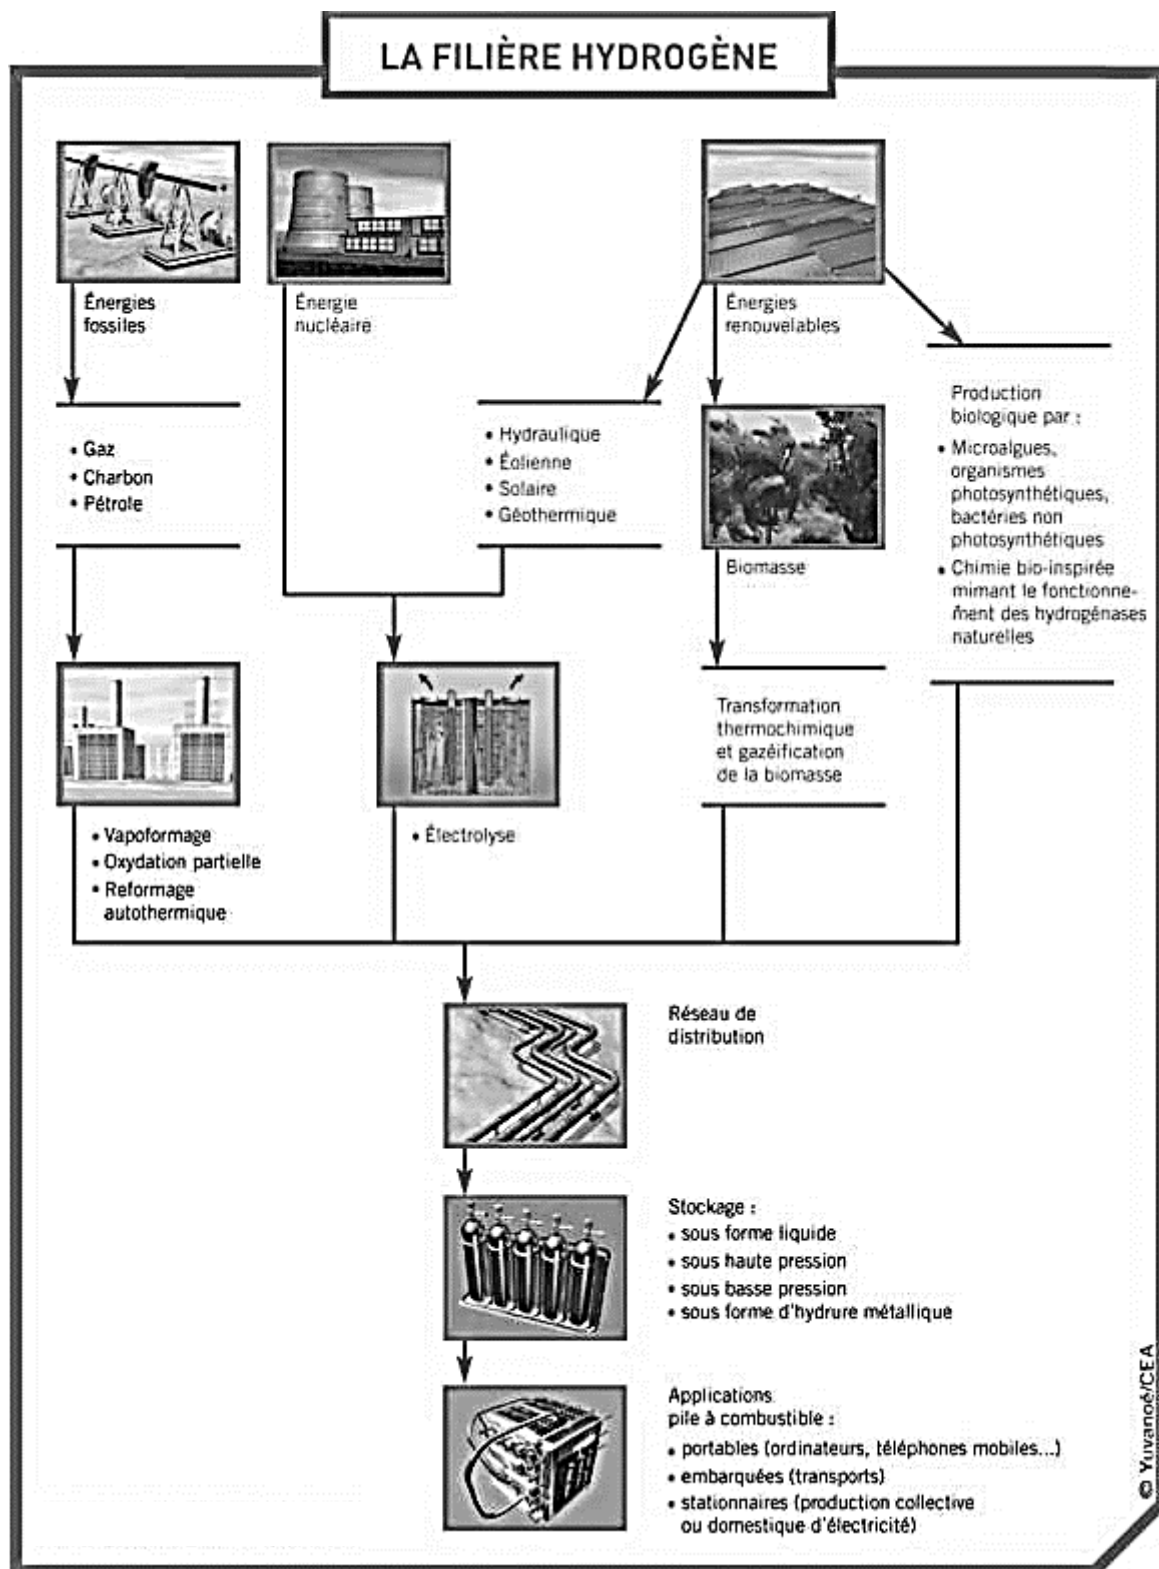 LA FILIÈRE HYDROGÈNE
Énergies
fossiles
Énergie
nucléaire
Énergies
renouvelables
• Gaz
• Charbon
• Pétrole
• Hydraulique
• Éolienne
• Solaire
• Géothermique
Biomasse
Production
biologique par :
• Microalgues,
organismes
photosynthétiques,
bactéries non
photosynthétiques
• Chimie bio-inspirée
mimant le fonctionne-
ment des hydrogénases
naturelles
• Vapoformage
• Oxydation partielle
• Reformage
autothermique
• Électrolyse
Transformation
thermochimique
et gazéification
de la biomasse
Réseau de
distribution
Stockage :
• sous forme liquide
• sous haute pression
• sous basse pression
• sous forme d'hydrure métallique
Applications
pile à combustible :
• portables (ordinateurs, téléphones mobiles...)
• embarquées (transports)
• stationnaires (production collective
ou domestique d'électricité)
© Yuvanoé/CEA